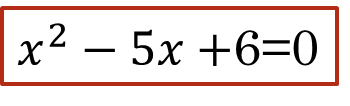 x² − 5x +6=0